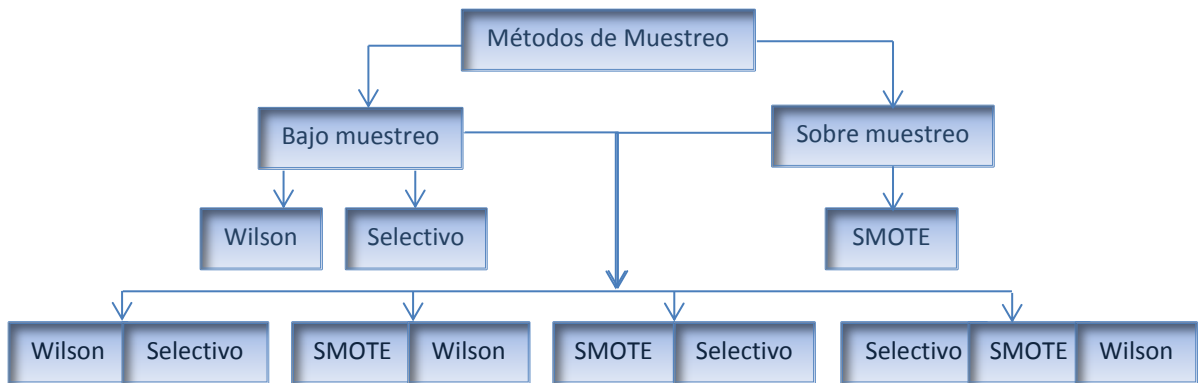 Métodos de Muestreo
Bajo muestreo
Sobre muestreo
Wilson
Selectivo
SMOTE
Wilson
Selectivo
SMOTE
Wilson
SMOTE
Selectivo
Selectivo
SMOTE
Wilson